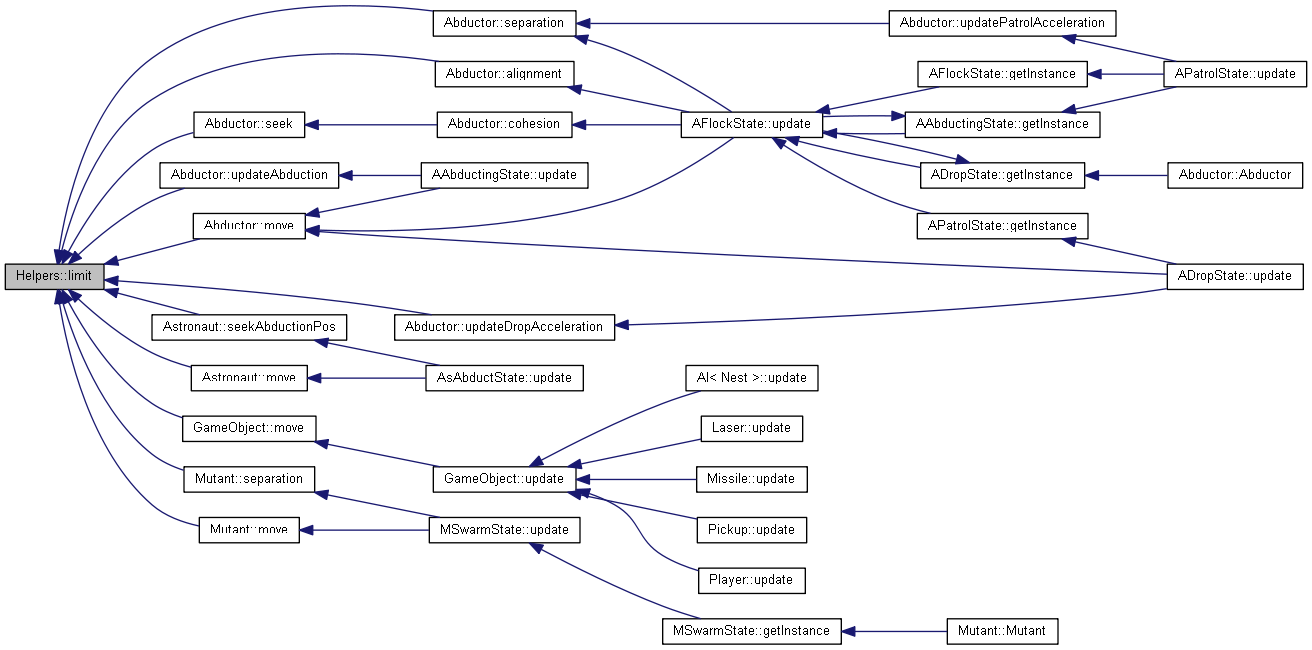 Abductor::separation
Abductor::updatePatrolAcceleration
Abductor::alignment
AFlockState::getInstance
APatrolState::update
Abductor::seek
Abductor::cohesion
AFlockState::update
AAbductingState::getInstance
Abductor::updateAbduction
AAbductingState::update
ADropState::getInstance
Abductor::Abductor
Abductor::move
APatrolState::getInstance
Helpers::limit
ADropState::update
Astronaut::seekAbductionPos
Abductor::updateDropAcceleration
Astronaut::move
AsAbductState::update
AI< Nest >::update
GameObject::move
Laser::update
Mutant::separation
GameObject::update
Missile::update
Mutant::move
MSwarmState::update
Pickup::update
Player::update
MSwarmState::getInstance
Mutant::Mutant